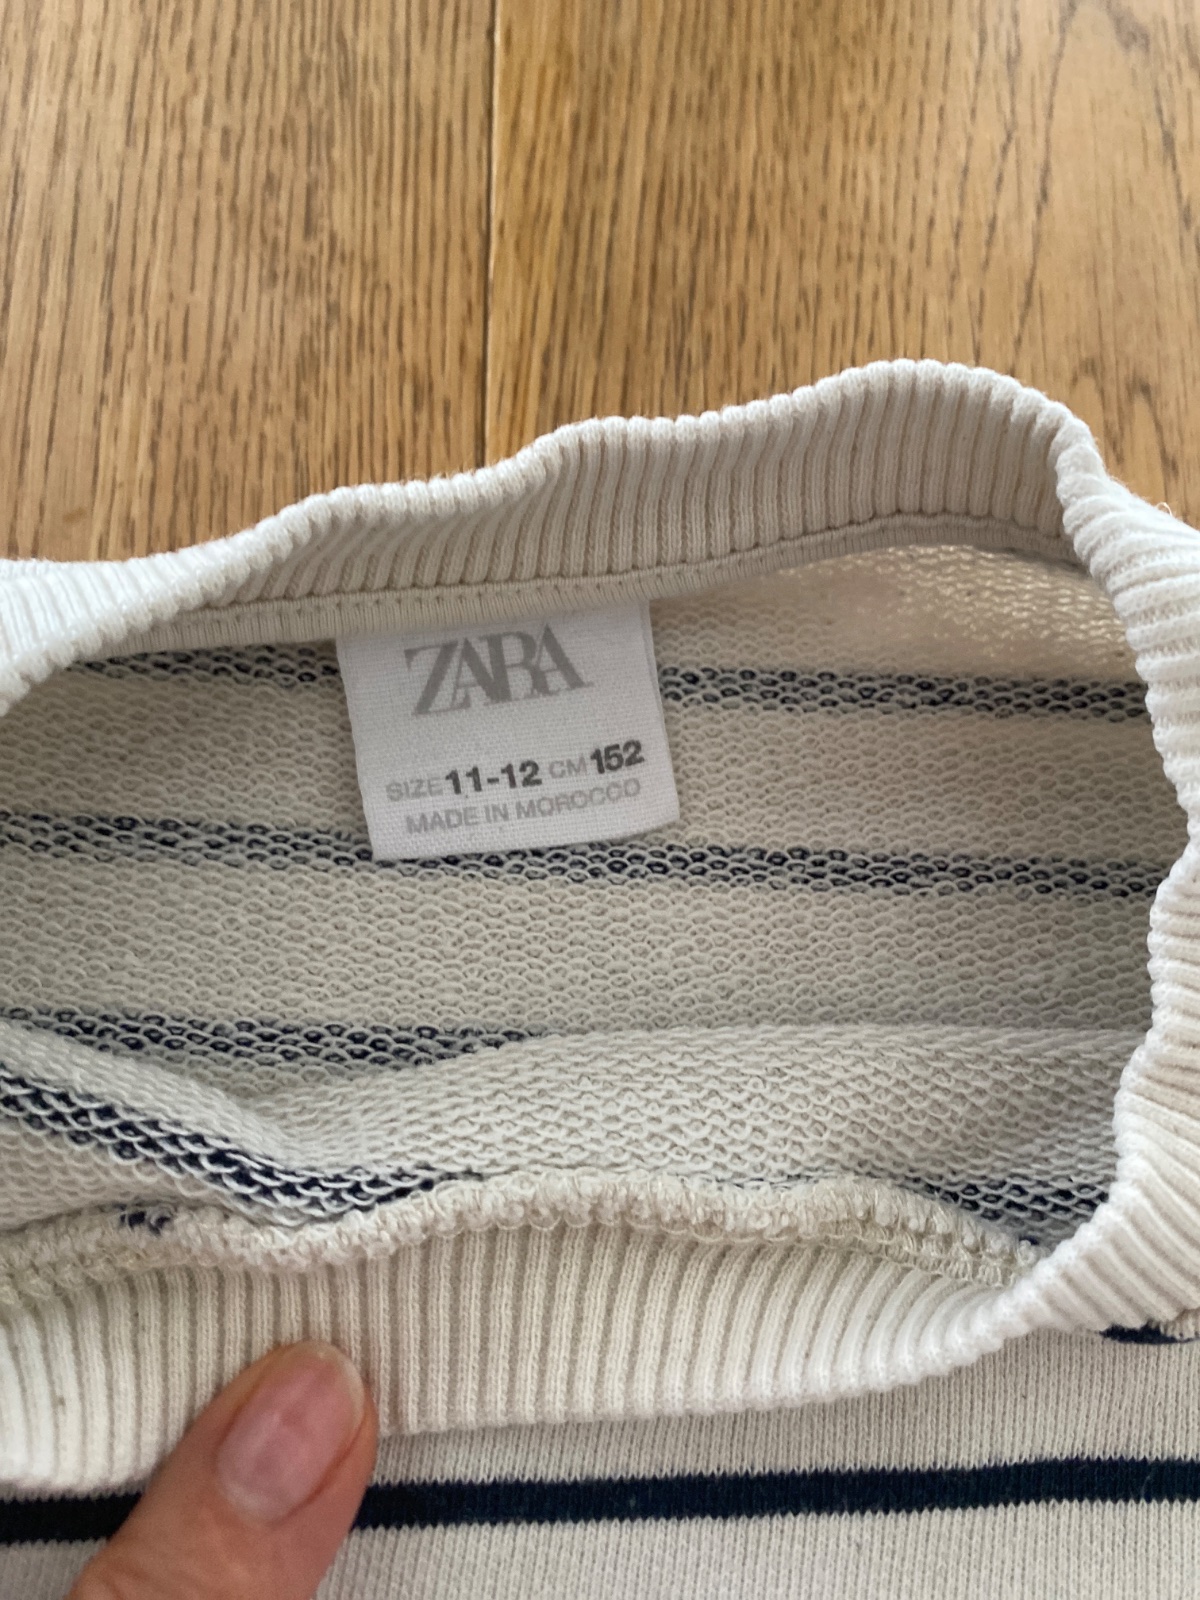 ZARA
SIZE 11-12 CM 152
MADE IN MOROCCO